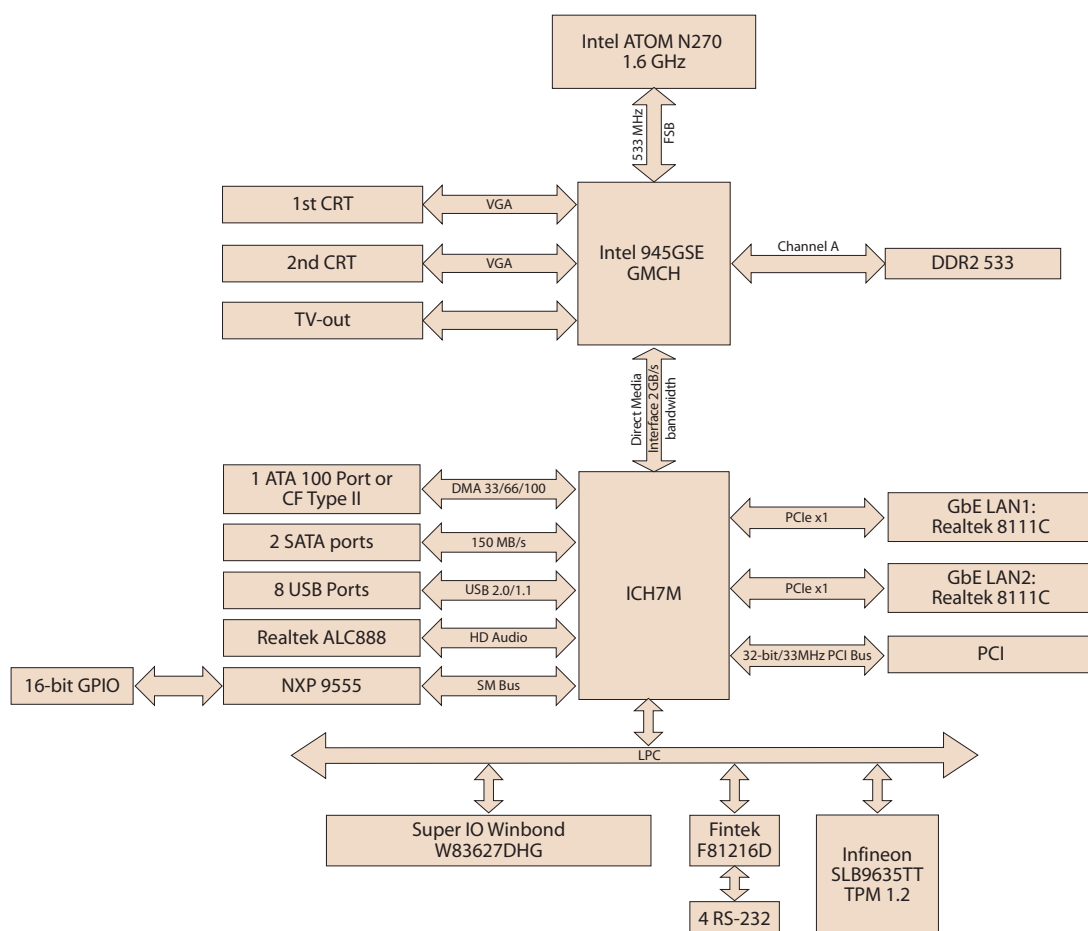 Intel ATOM N270
1.6 GHz
533 MHz
FSB
1st CRT
VGA
2nd CRT
VGA
TV-out
Intel 945GSE
GMCH
Channel A
DDR2 533
Direct Media
Interface 2 GB/s
bandwidth
1 ATA 100 Port or
CF Type II
DMA 33/66/100
2 SATA ports
150 MB/s
8 USB Ports
USB 2.0/1.1
Realtek ALC888
HD Audio
16-bit GPIO
NXP 9555
SM Bus
ICH7M
PCIe x1
GbE LAN1:
Realtek 8111C
PCIe x1
GbE LAN2:
Realtek 8111C
32-bit/33MHz PCI Bus
PCI
LPC
Super IO Winbond
W83627DHG
Fintek
F81216D
4 RS-232
Infineon
SLB9635TT
TPM 1.2